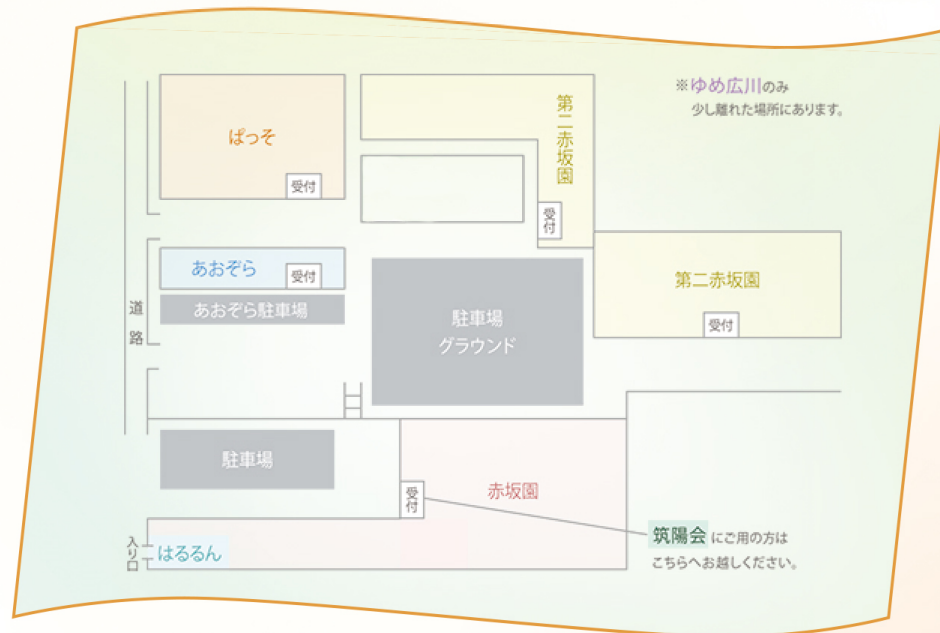 ※ゆめ広川のみ
少し離れた場所にあります。
ぱっそ
受付
第二赤坂園
受付
あおぞら
受付
あおぞら駐車場
道路
駐車場
グラウンド
第二赤坂園
受付
駐車場
受付
赤坂園
筑陽会 にご用の方は
こちらへお越しください。
入り口
はるるん